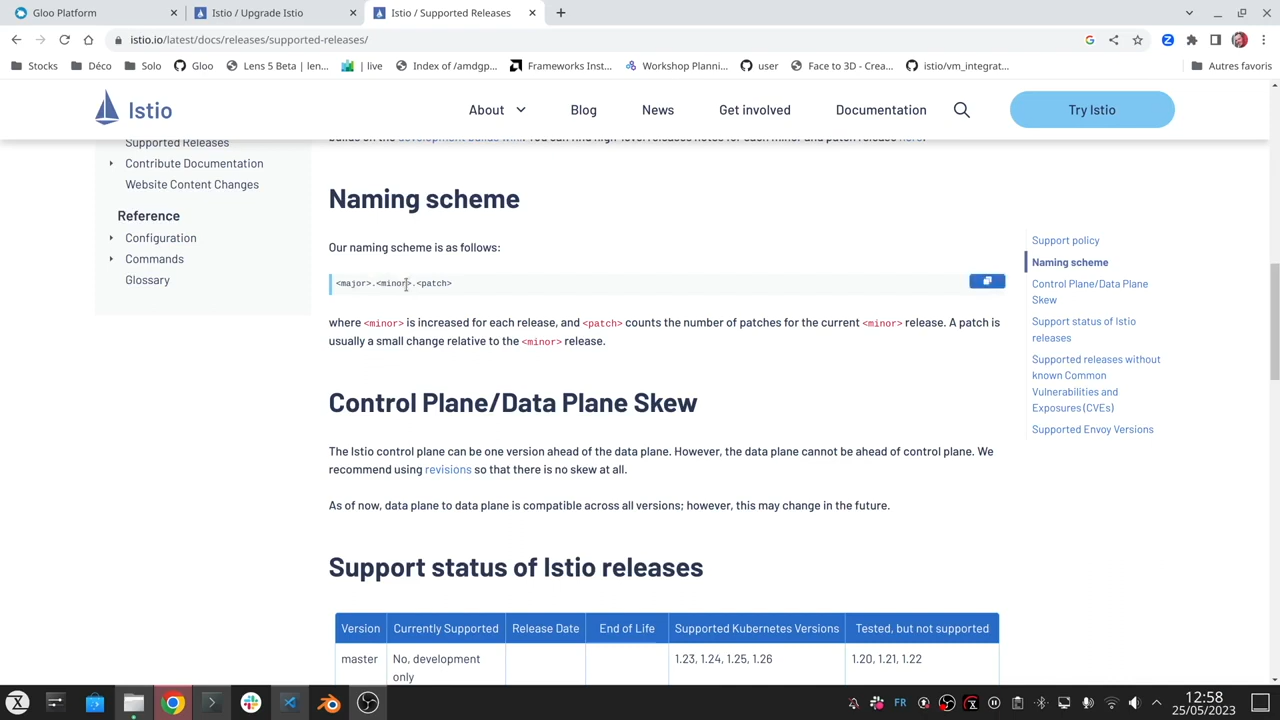 Gloo Platform
Istio / Upgrade Istio
Istio / Supported Releases
istio.io/latest/docs/releases/supported-releases/
Stocks
Déco
Solo
Gloo
Lens 5 Beta | len...
| live
Index of /amdgp...
Frameworks Inst...
Workshop Planni...
user
Face to 3D - Crea...
istio/vm_integrat...
Autres favoris
Istio
About
Blog
News
Get involved
Documentation
Try Istio
Supported Releases
Contribute Documentation
Website Content Changes
Reference
Configuration
Commands
Glossary
Naming scheme
Our naming scheme is as follows:
<major>.<minor>.<patch>
where <minor> is increased for each release, and <patch> counts the number of patches for the current <minor> release. A patch is
usually a small change relative to the <minor> release.
Control Plane/Data Plane Skew
The Istio control plane can be one version ahead of the data plane. However, the data plane cannot be ahead of control plane. We
recommend using revisions so that there is no skew at all.
As of now, data plane to data plane is compatible across all versions; however, this may change in the future.
Support status of Istio releases
Version
Currently Supported
Release Date
End of Life
Supported Kubernetes Versions
Tested, but not supported
master
No, development
only
1.23, 1.24, 1.25, 1.26
1.20, 1.21, 1.22
Support policy
Naming scheme
Control Plane/Data Plane
Skew
Support status of Istio
releases
Supported releases without
known Common
Vulnerabilities and
Exposures (CVEs)
Supported Envoy Versions
FR
12:58
25/05/2023